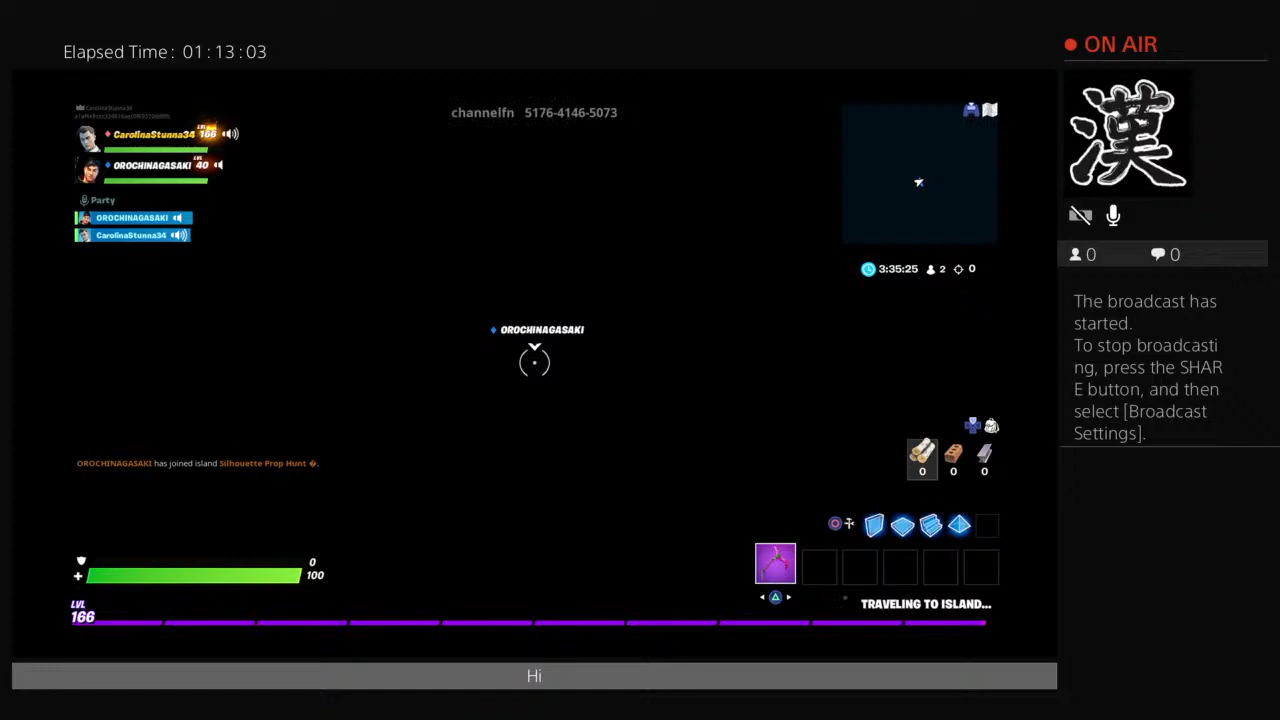 Elapsed Time: 01:13:03
ON AIR
漢
CarolinaStunna34
channelfn 5176-4146-5073
CarolinaStunna34 LVL 166
OROCHINAGASAKI LVL 40
Party
OROCHINAGASAKI
CarolinaStunna34
0 0
3:35:25 2 0
The broadcast has
started.
To stop broadcasti
ng, press the SHAR
E button, and then
select [Broadcast
Settings].
OROCHINAGASAKI
OROCHINAGASAKI has joined island Silhouette Prop Hunt �.
0 0 0
0
100
LVL
166
TRAVELING TO ISLAND...
Hi